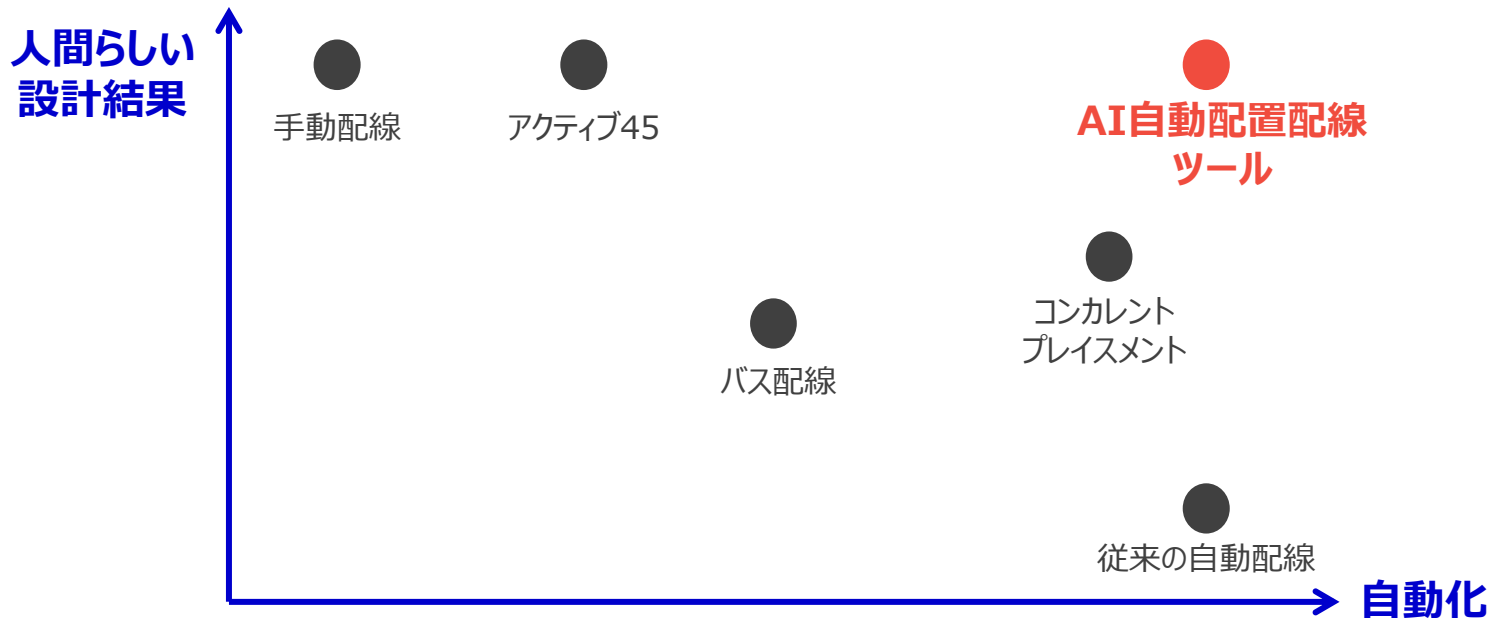 人間らしい
設計結果
手動配線
アクティブ45
AI自動配置配線
ツール
コンカレント
プレイスメント
バス配線
従来の自動配線
自動化